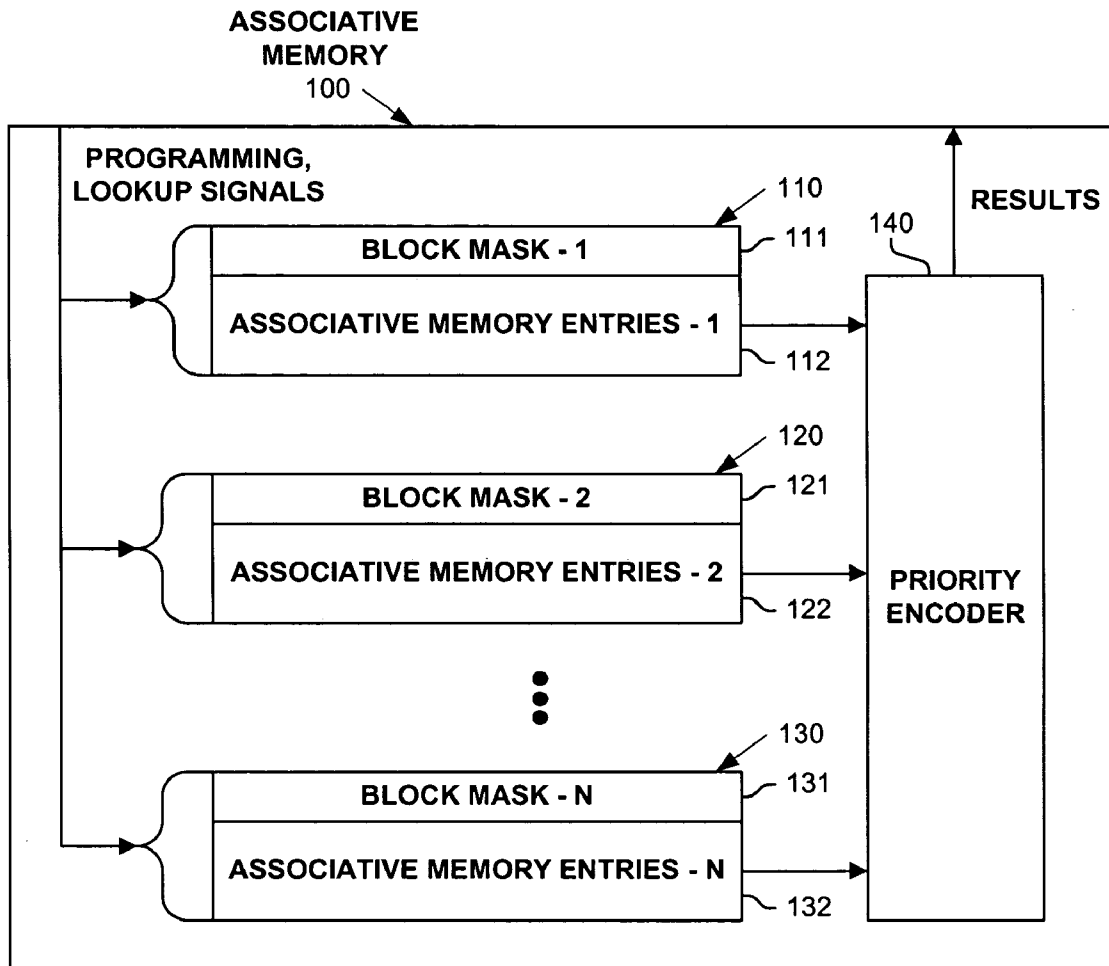 ASSOCIATIVE
MEMORY
100
PROGRAMMING,
LOOKUP SIGNALS
RESULTS
110
BLOCK MASK - 1
111
ASSOCIATIVE MEMORY ENTRIES - 1
112
140
120
BLOCK MASK - 2
121
ASSOCIATIVE MEMORY ENTRIES - 2
122
PRIORITY
ENCODER
130
BLOCK MASK - N
131
ASSOCIATIVE MEMORY ENTRIES - N
132